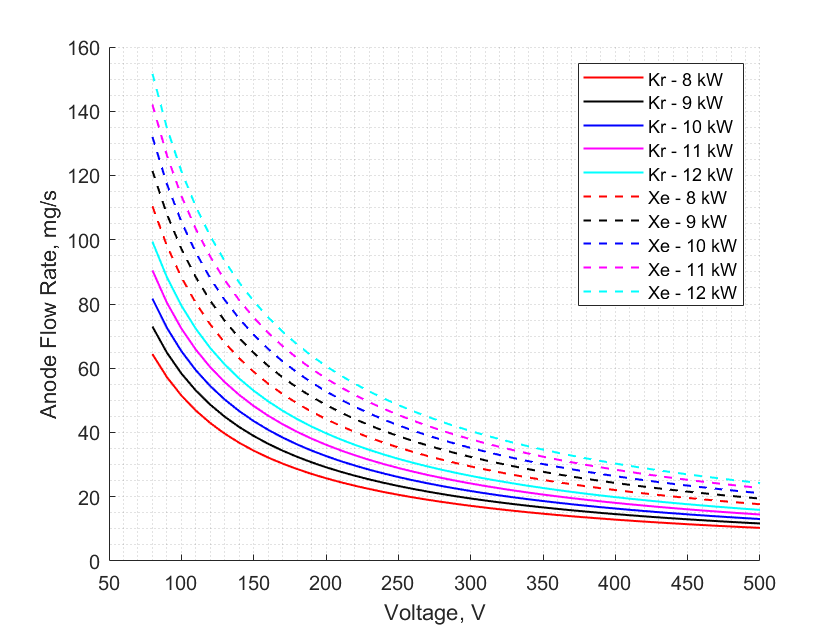 160
140
120
100
80
60
40
20
0
Anode Flow Rate, mg/s
Kr - 8 kW
Kr - 9 kW
Kr - 10 kW
Kr - 11 kW
Kr - 12 kW
Xe - 8 kW
Xe - 9 kW
Xe - 10 kW
Xe - 11 kW
Xe - 12 kW
50 100 150 200 250 300 350 400 450 500
Voltage, V